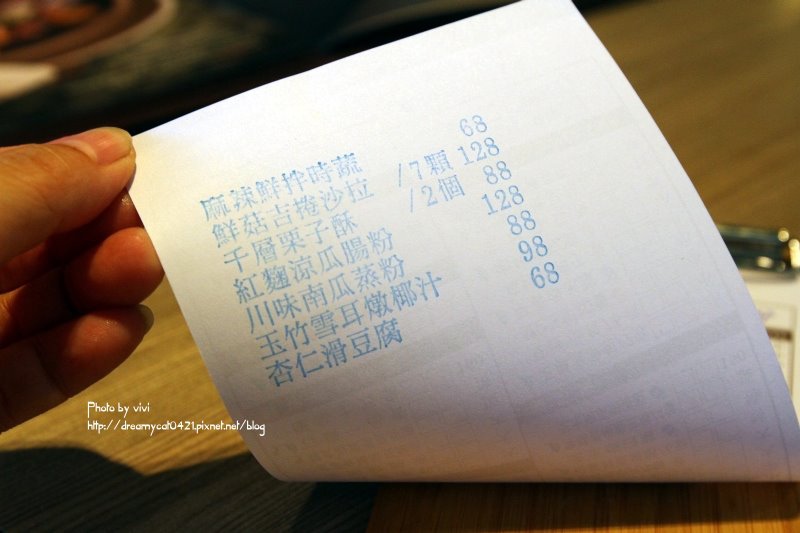 麻辣鮮拌時蔬 68
鮮菇吉捲沙拉 /7顆 128
千層栗子酥 /2個 88
紅麴涼瓜腸粉 128
川味南瓜蒸粉 88
玉竹雪耳燉椰汁 98
杏仁滑豆腐 68
Photo by vivi
http://dreamycat0421.pixnet.net/blog